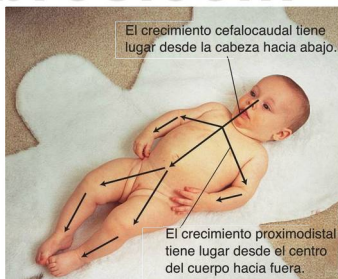 El crecimiento cefalocaudal tiene
lugar desde la cabeza hacia abajo.
El crecimiento proximodistal
tiene lugar desde el centro
del cuerpo hacia fuera.